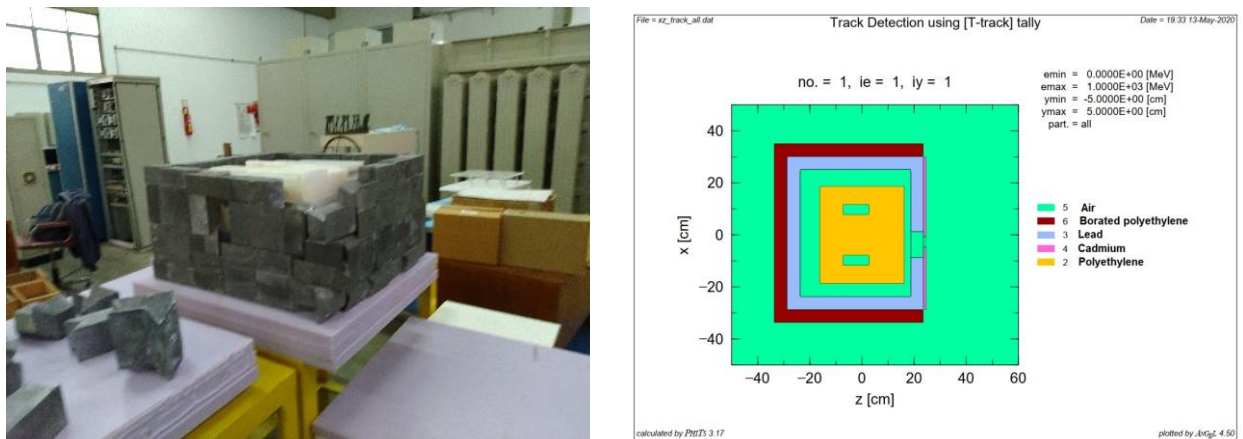 File = xz_track_all.dat
Track Detection using [T-track] tally
Date = 19:33 13-May-2020
no. = 1, ie = 1, iy = 1
emin = 0.0000E+00 [MeV]
emax = 1.0000E+03 [MeV]
ymin = -5.0000E+00 [cm]
ymax = 5.0000E+00 [cm]
part. = all
40
20
0
−20
−40
x [cm]
−40 −20 0 20 40 60
z [cm]
5 Air
6 Borated polyethylene
3 Lead
4 Cadmium
2 Polyethylene
calculated by PHITS 3.17
plotted by ANGEL 4.50